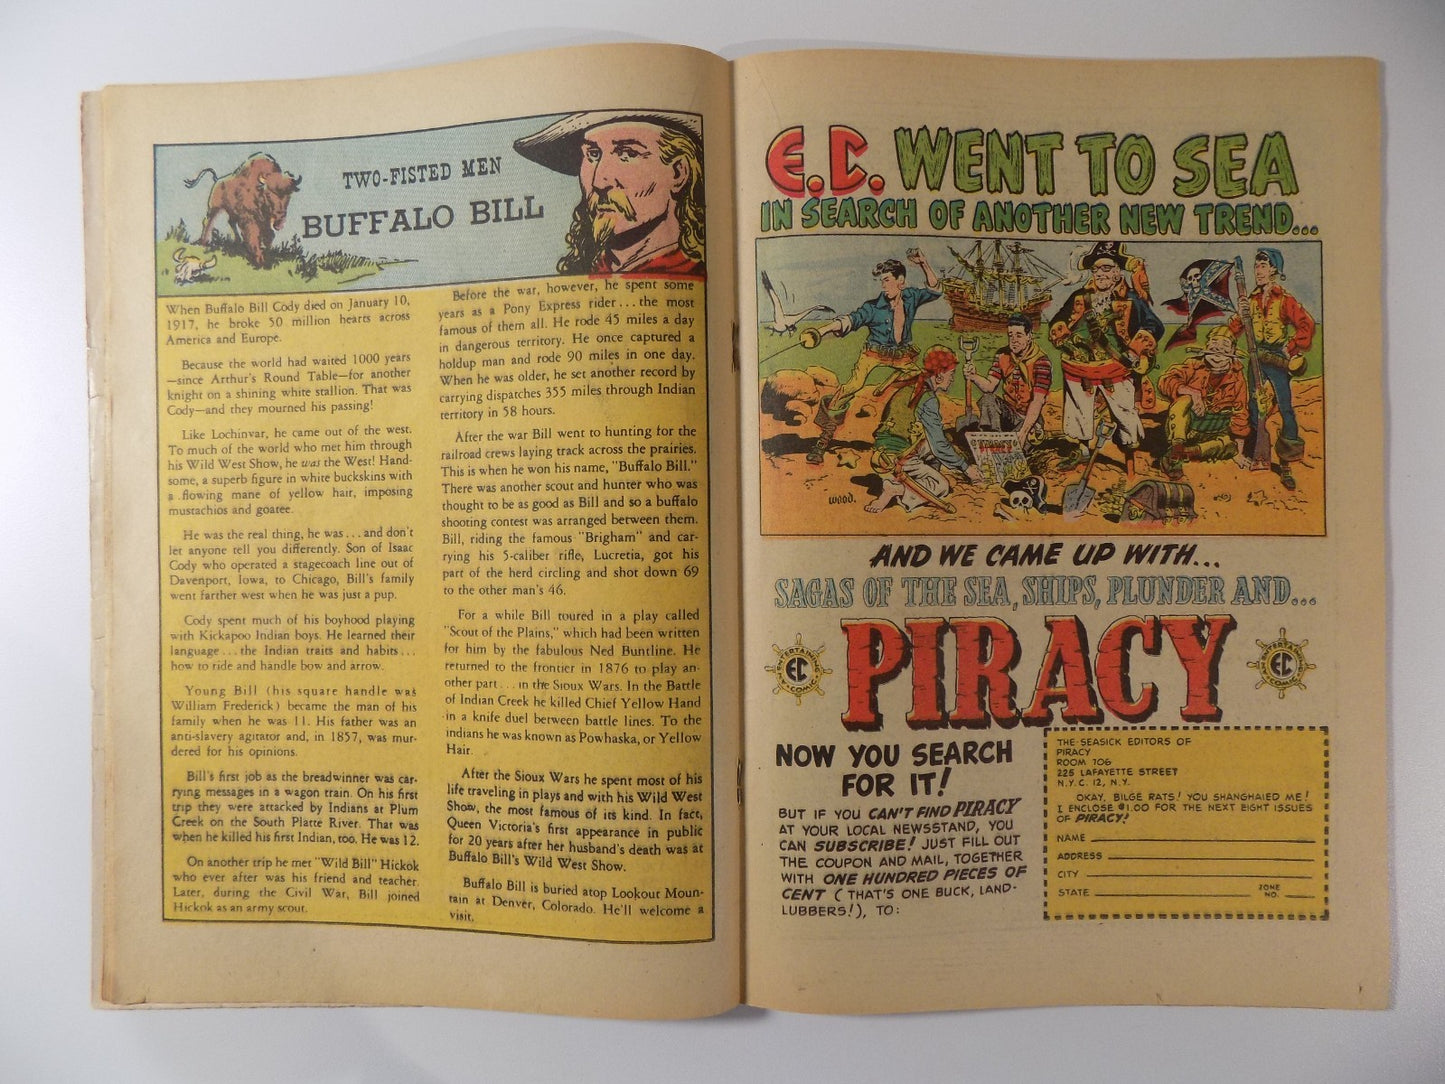 TWO-FISTED MEN
BUFFALO BILL
When Buffalo Bill Cody died on January 10,
1917, he broke 50 million hearts across
America and Europe.
Because the world had waited 1000 years
—since Arthur's Round Table—for another
knight on a shining white stallion. That was
Cody—and they mourned his passing!
Like Lochinvar, he came out of the west.
To much of the world who met him through
his Wild West Show, he was the West! Hand-
some, a superb figure in white buckskins with
a flowing mane of yellow hair, imposing
mustachios and goatee.
He was the real thing, he was...and don't
let anyone tell you differently. Son of Isaac
Cody who operated a stagecoach line out of
Davenport, Iowa, to Chicago, Bill's family
went farther west when he was just a pup.
Cody spent much of his boyhood playing
with Kickapoo Indian boys. He learned their
language...the Indian traits and habits...
how to ride and handle bow and arrow.
Young Bill (his square handle was
William Frederick) became the man of his
family when he was 11. His father was an
anti-slavery agitator and, in 1857, was mur-
dered for his opinions.
Bill's first job as the breadwinner was car-
rying messages in a wagon train. On his first
trip they were attacked by Indians at Plum
Creek on the South Platte River. That was
when he killed his first Indian, too. He was 12.
On another trip he met "Wild Bill" Hickok
who ever after was his friend and teacher.
Later, during the Civil War, Bill joined
Hickok as an army scout.
Before the war, however, he spent some
years as a Pony Express rider...the most
famous of them all. He rode 45 miles a day
in dangerous territory. He once captured a
holdup man and rode 90 miles in one day.
When he was older, he set another record by
carrying dispatches 355 miles through Indian
territory in 58 hours.
After the war Bill went to hunting for the
railroad crews laying track across the prairies.
This is when he won his name, "Buffalo Bill."
There was another scout and hunter who was
thought to be as good as Bill and so a buffalo
shooting contest was arranged between them.
Bill, riding the famous "Brigham" and car-
rying his 5-caliber rifle, Lucretia, got his
part of the herd circling and shot down 69
to the other man's 46.
For a while Bill toured in a play called
"Scout of the Plains," which had been written
for him by the fabulous Ned Buntline. He
returned to the frontier in 1876 to play an-
other part...in the Sioux Wars. In the Battle
of Indian Creek he killed Chief Yellow Hand
in a knife duel between battle lines. To the
indians he was known as Powhaska, or Yellow
Hair.
After the Sioux Wars he spent most of his
life traveling in plays and with his Wild West
Show, the most famous of its kind. In fact,
Queen Victoria's first appearance in public
for 20 years after her husband's death was at
Buffalo Bill's Wild West Show.
Buffalo Bill is buried atop Lookout Moun-
tain at Denver, Colorado. He'll welcome a
visit.
E.C. WENT TO SEA
IN SEARCH OF ANOTHER NEW TREND...
WOOD.
AND WE CAME UP WITH...
SAGAS OF THE SEA, SHIPS, PLUNDER AND...
PIRACY
AN ENTERTAINING
EC
COMIC
AN ENTERTAINING
EC
COMIC
NOW YOU SEARCH
FOR IT!
BUT IF YOU CAN'T FIND PIRACY
AT YOUR LOCAL NEWSSTAND, YOU
CAN SUBSCRIBE! JUST FILL OUT
THE COUPON AND MAIL, TOGETHER
WITH ONE HUNDRED PIECES OF
CENT (THAT'S ONE BUCK, LAND-
LUBBERS!), TO:
THE SEASICK EDITORS OF
PIRACY
ROOM 706
225 LAFAYETTE STREET
N.Y.C. 12, N.Y.
OKAY, BILGE RATS! YOU SHANGHAIED ME!
I ENCLOSE $1.00 FOR THE NEXT EIGHT ISSUES
OF PIRACY!
NAME
ADDRESS
CITY
STATE
ZONE
NO.